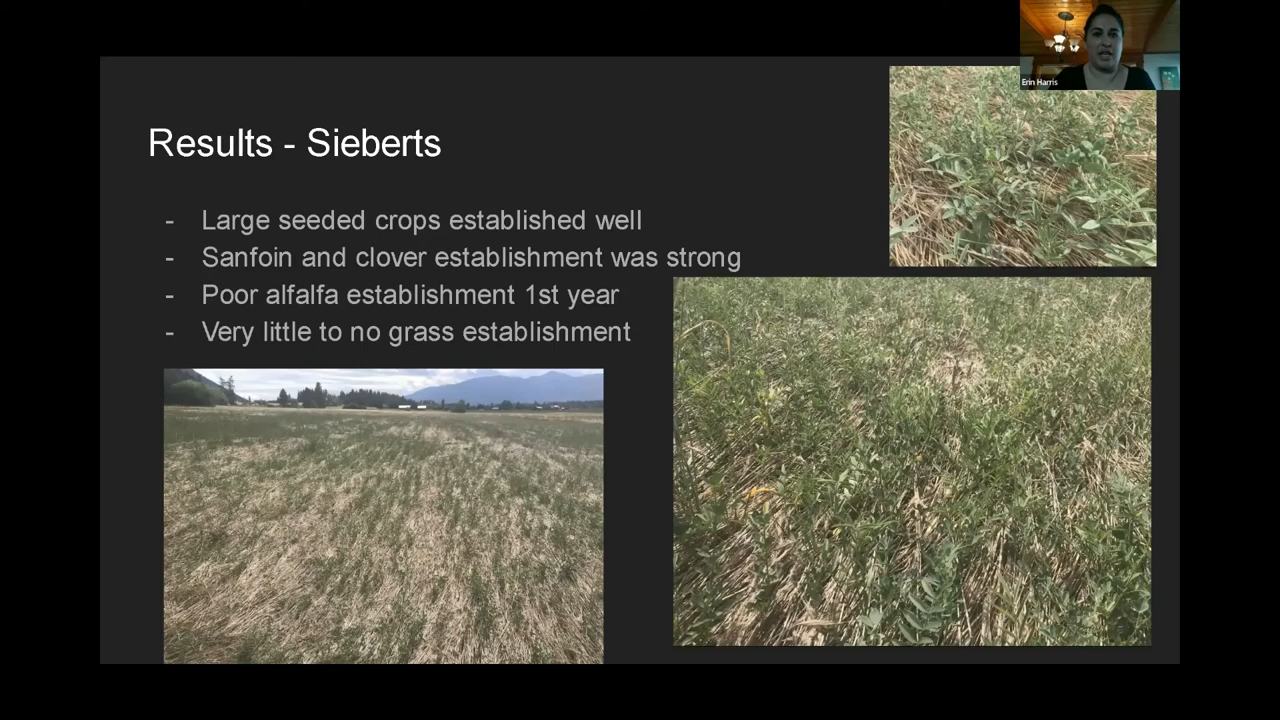 Erin Harris
Results - Sieberts
- Large seeded crops established well
- Sanfoin and clover establishment was strong
- Poor alfalfa establishment 1st year
- Very little to no grass establishment